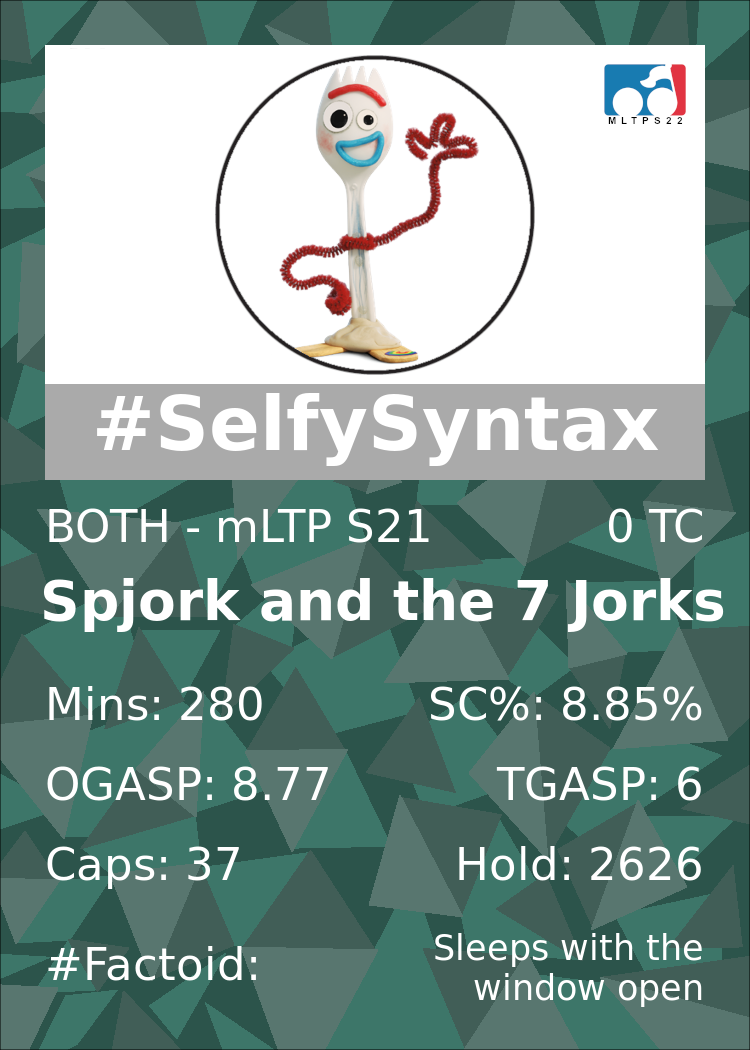 MLTPS22
#SelfySyntax
BOTH - mLTP S21 0 TC
Spjork and the 7 Jorks
Mins: 280 SC%: 8.85%
OGASP: 8.77 TGASP: 6
Caps: 37 Hold: 2626
#Factoid: Sleeps with the
window open